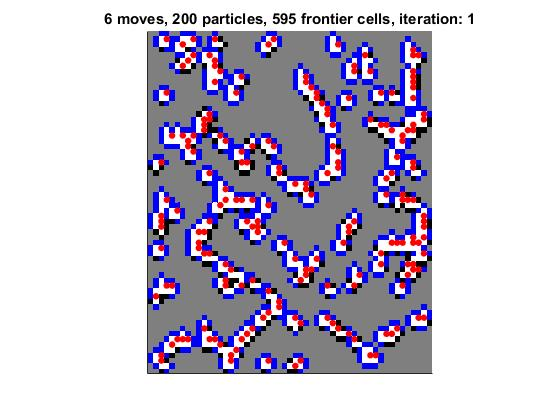 6 moves, 200 particles, 595 frontier cells, iteration: 1